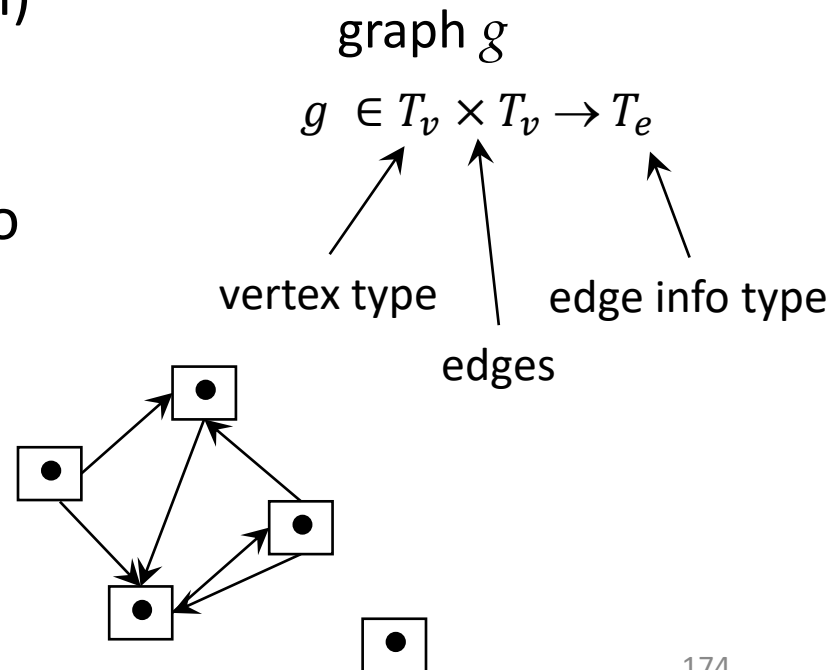 graph g
g ∈ T_v × T_v → T_e
vertex type
edge info type
edges
174